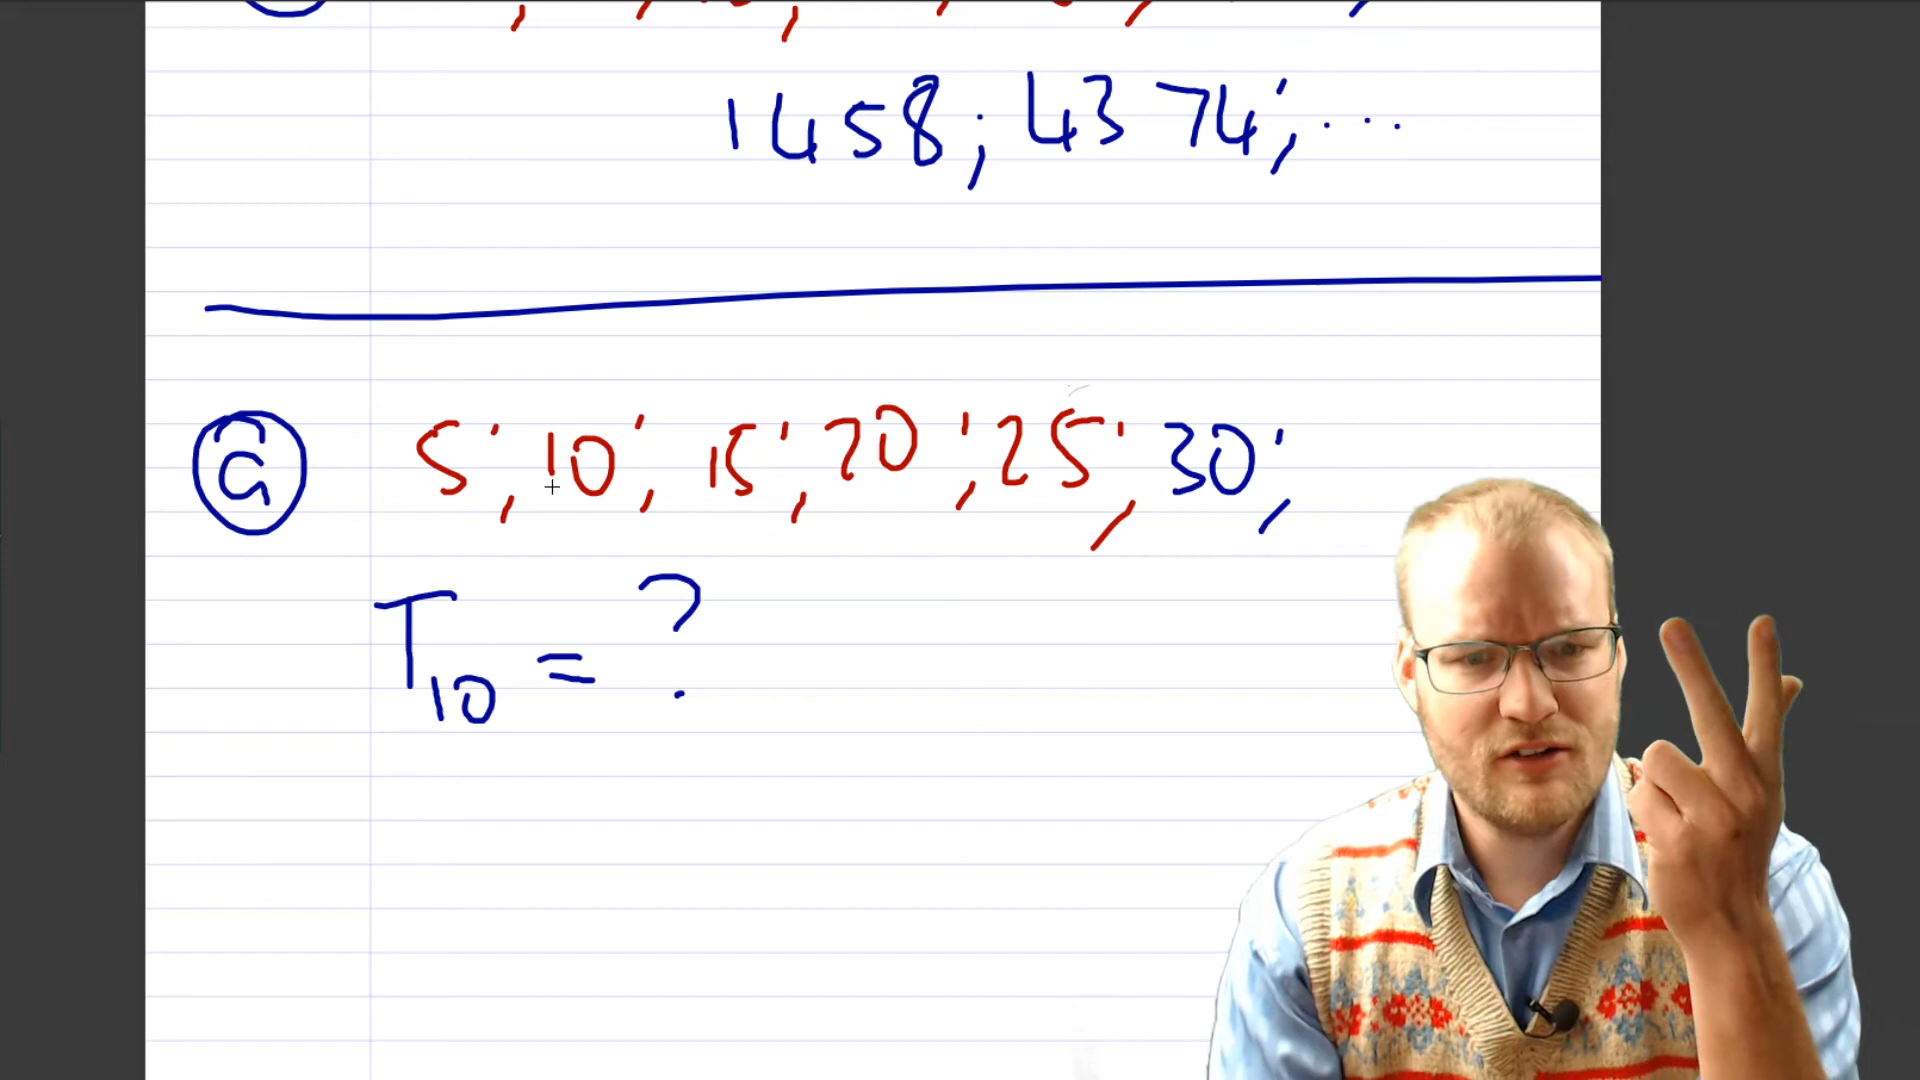 1458; 4374; ...
a 5; 10; 15; 20; 25; 30;
T₁₀ = ?